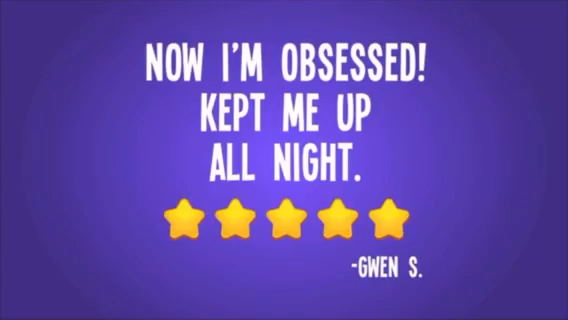 NOW I'M OBSESSED!
KEPT ME UP
ALL NIGHT.
-GWEN S.